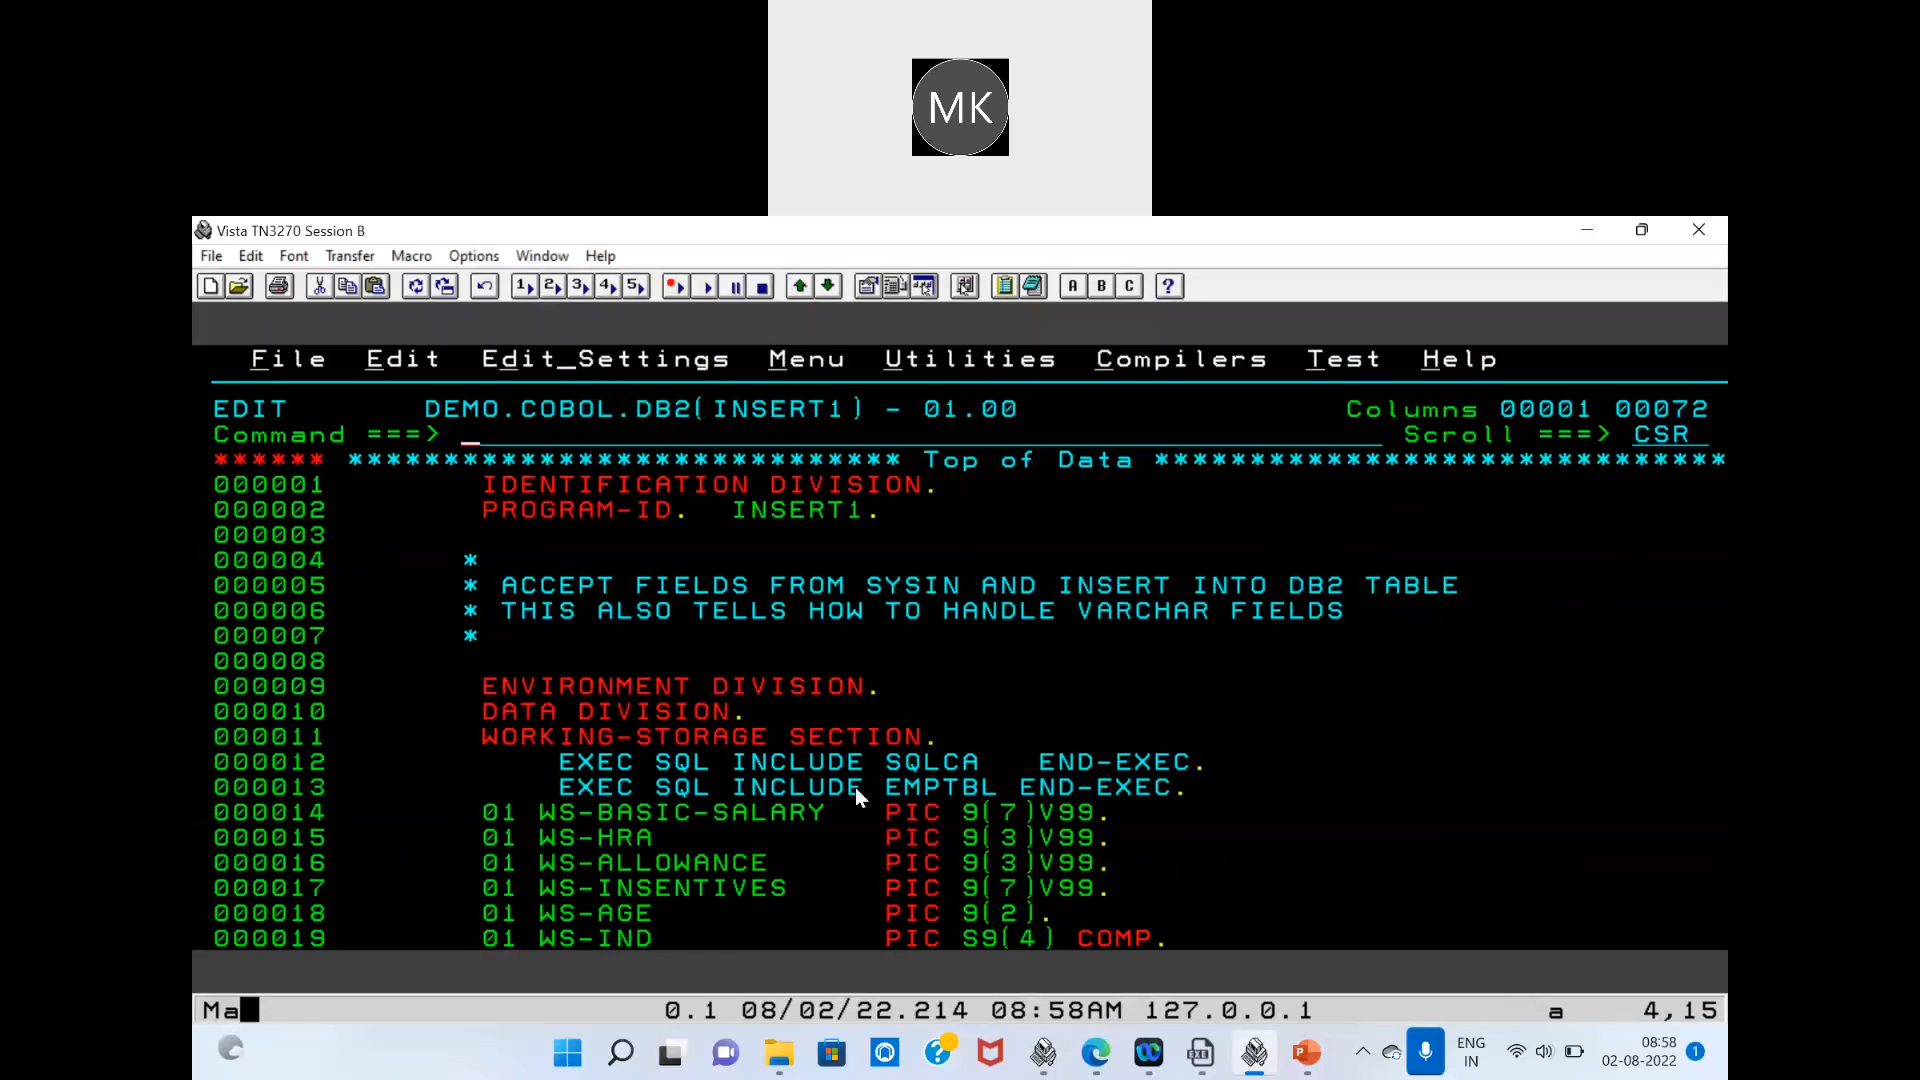 MK
Vista TN3270 Session B
File Edit Font Transfer Macro Options Window Help
1 2 3 4 5 A B C ?
File Edit Edit_Settings Menu Utilities Compilers Test Help
EDIT DEMO.COBOL.DB2(INSERT1) - 01.00 Columns 00001 00072
Command ===> _ Scroll ===> CSR
****** ***************************** Top of Data ******************************
000001 IDENTIFICATION DIVISION.
000002 PROGRAM-ID. INSERT1.
000003
000004 *
000005 * ACCEPT FIELDS FROM SYSIN AND INSERT INTO DB2 TABLE
000006 * THIS ALSO TELLS HOW TO HANDLE VARCHAR FIELDS
000007 *
000008
000009 ENVIRONMENT DIVISION.
000010 DATA DIVISION.
000011 WORKING-STORAGE SECTION.
000012 EXEC SQL INCLUDE SQLCA END-EXEC.
000013 EXEC SQL INCLUDE EMPTBL END-EXEC.
000014 01 WS-BASIC-SALARY PIC 9(7)V99.
000015 01 WS-HRA PIC 9(3)V99.
000016 01 WS-ALLOWANCE PIC 9(3)V99.
000017 01 WS-INSENTIVES PIC 9(7)V99.
000018 01 WS-AGE PIC 9(2).
000019 01 WS-IND PIC S9(4) COMP.
Ma 0.1 08/02/22.214 08:58AM 127.0.0.1 a 4,15
ENG
IN
08:58
02-08-2022
1